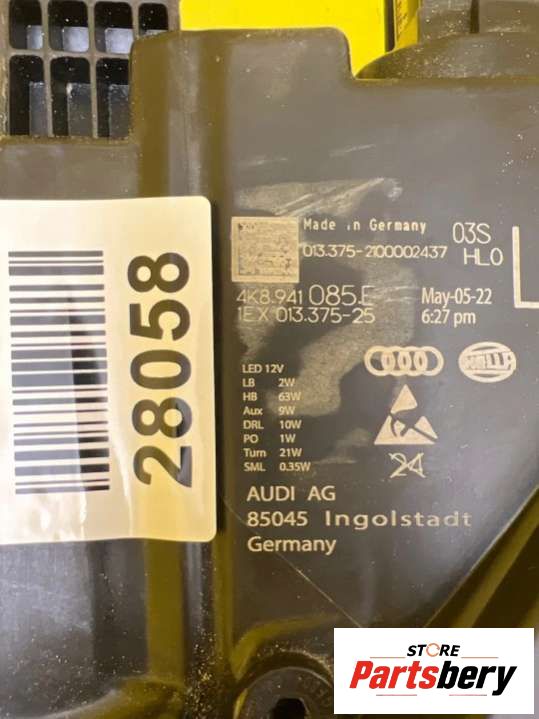 28058
Made in Germany
03S
013.375-2100002437
HL0
L
4K8.941 085.E
May-05-22
1EX 013.375-25
6:27 pm
HELLA
LED 12V
LB 2W
HB 63W
Aux 9W
DRL 10W
PO 1W
Turn 21W
SML 0.35W
24
AUDI AG
85045 Ingolstadt
Germany
STORE
Partsbery